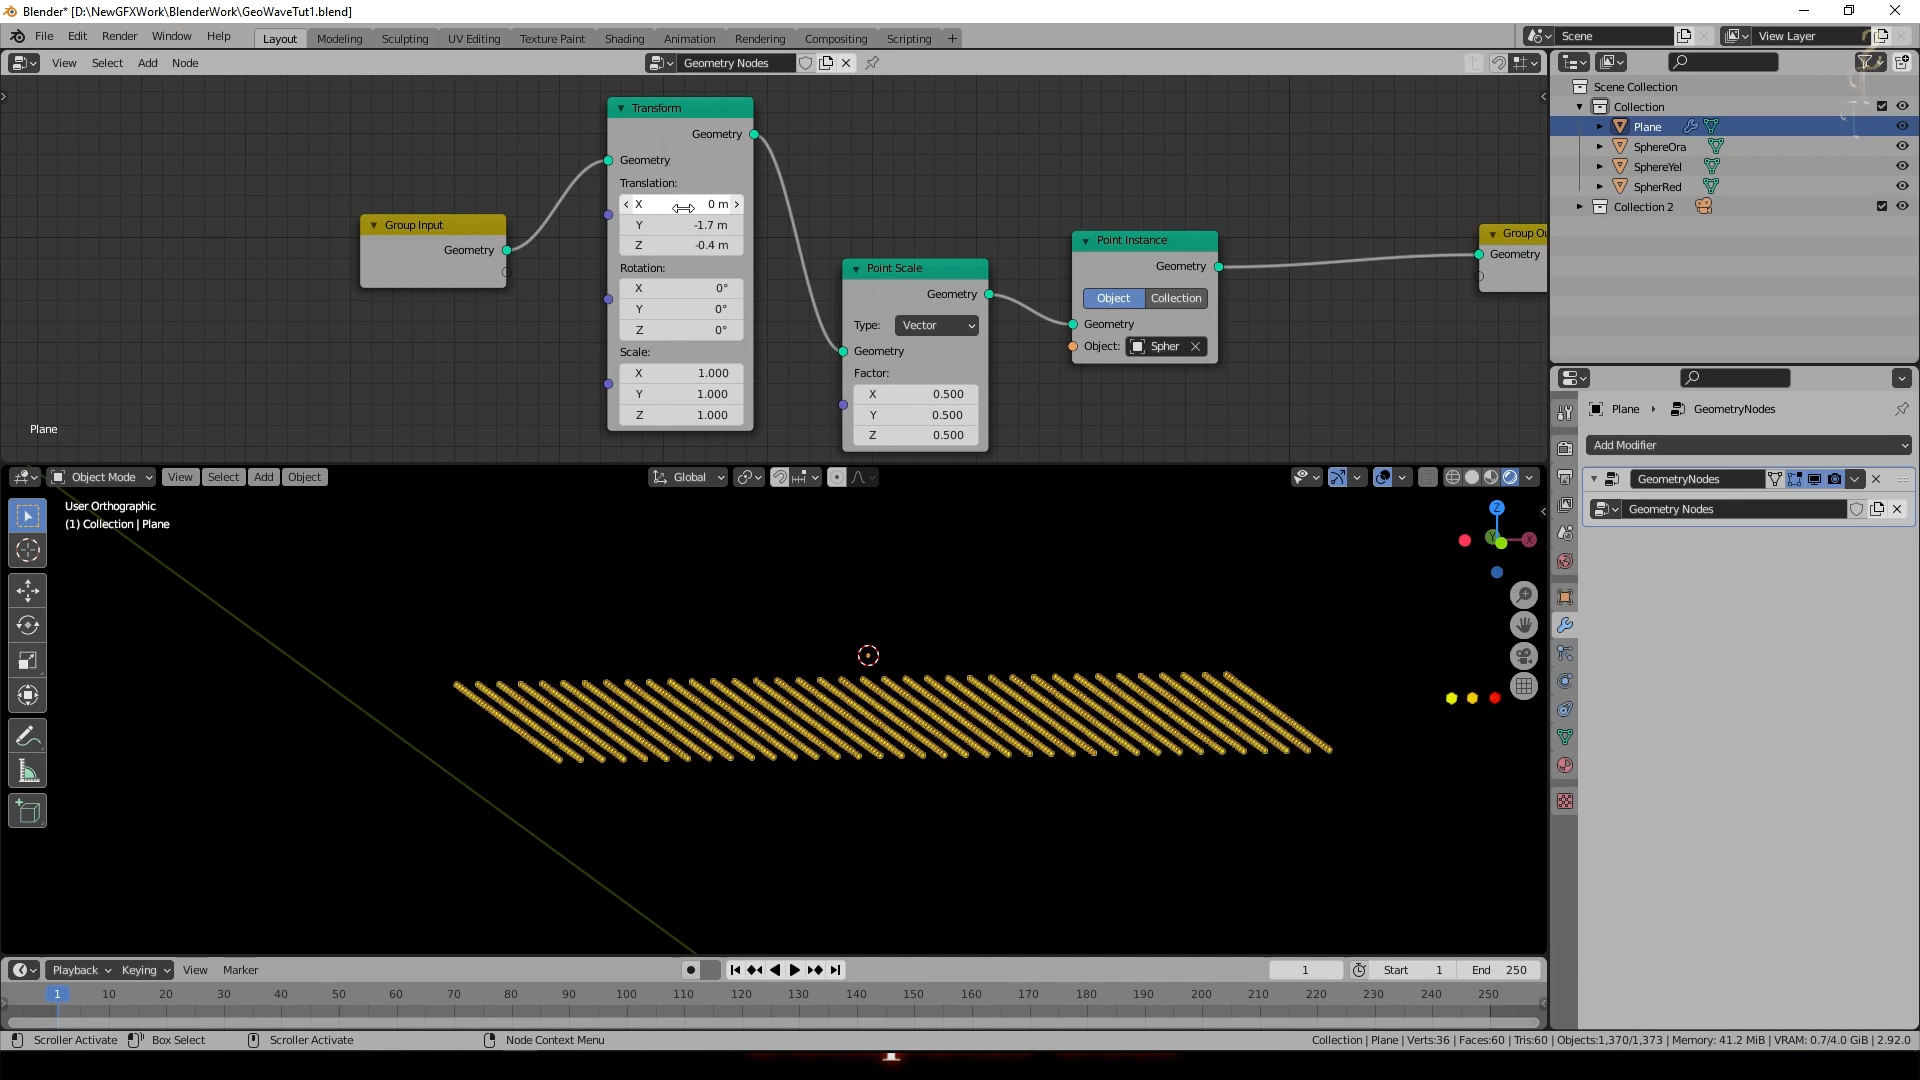 Blender* [D:\NewGFXWork\BlenderWork\GeoWaveTut1.blend]
File Edit Render Window Help Layout Modeling Sculpting UV Editing Texture Paint Shading Animation Rendering Compositing Scripting + Scene View Layer
View Select Add Node Geometry Nodes
Scene Collection
Collection
Plane
SphereOra
SphereYel
SpherRed
Collection 2
Transform
Geometry
Geometry
Translation:
X 0 m
Y -1.7 m
Z -0.4 m
Rotation:
X 0°
Y 0°
Z 0°
Scale:
X 1.000
Y 1.000
Z 1.000
Group Input
Geometry
Point Scale
Geometry
Type: Vector
Geometry
Factor:
X 0.500
Y 0.500
Z 0.500
Point Instance
Geometry
Object Collection
Geometry
Object: Spher
Group Ou
Geometry
Plane
Plane GeometryNodes
Add Modifier
GeometryNodes
Geometry Nodes
Object Mode View Select Add Object Global
User Orthographic
(1) Collection | Plane
Z
Y
X
Playback Keying View Marker 1 Start 1 End 250
1 10 20 30 40 50 60 70 80 90 100 110 120 130 140 150 160 170 180 190 200 210 220 230 240 250
Scroller Activate Box Select Scroller Activate Node Context Menu Collection | Plane | Verts:36 | Faces:60 | Tris:60 | Objects:1,370/1,373 | Memory: 41.2 MiB | VRAM: 0.7/4.0 GiB | 2.92.0